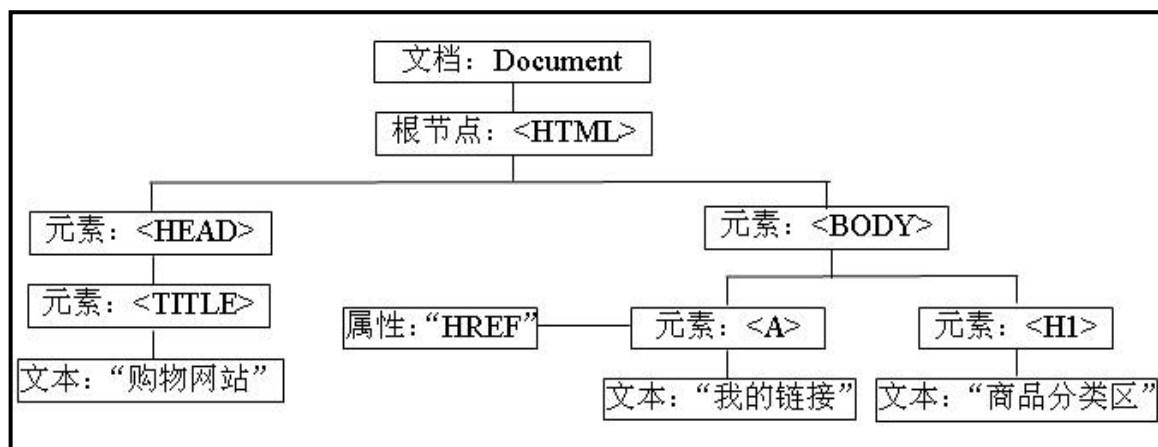 文档：Document
根节点：<HTML>
元素：<HEAD>
元素：<BODY>
元素：<TITLE>
属性：“HREF”
元素：<A>
元素：<H1>
文本：“购物网站”
文本：“我的链接”
文本：“商品分类区”